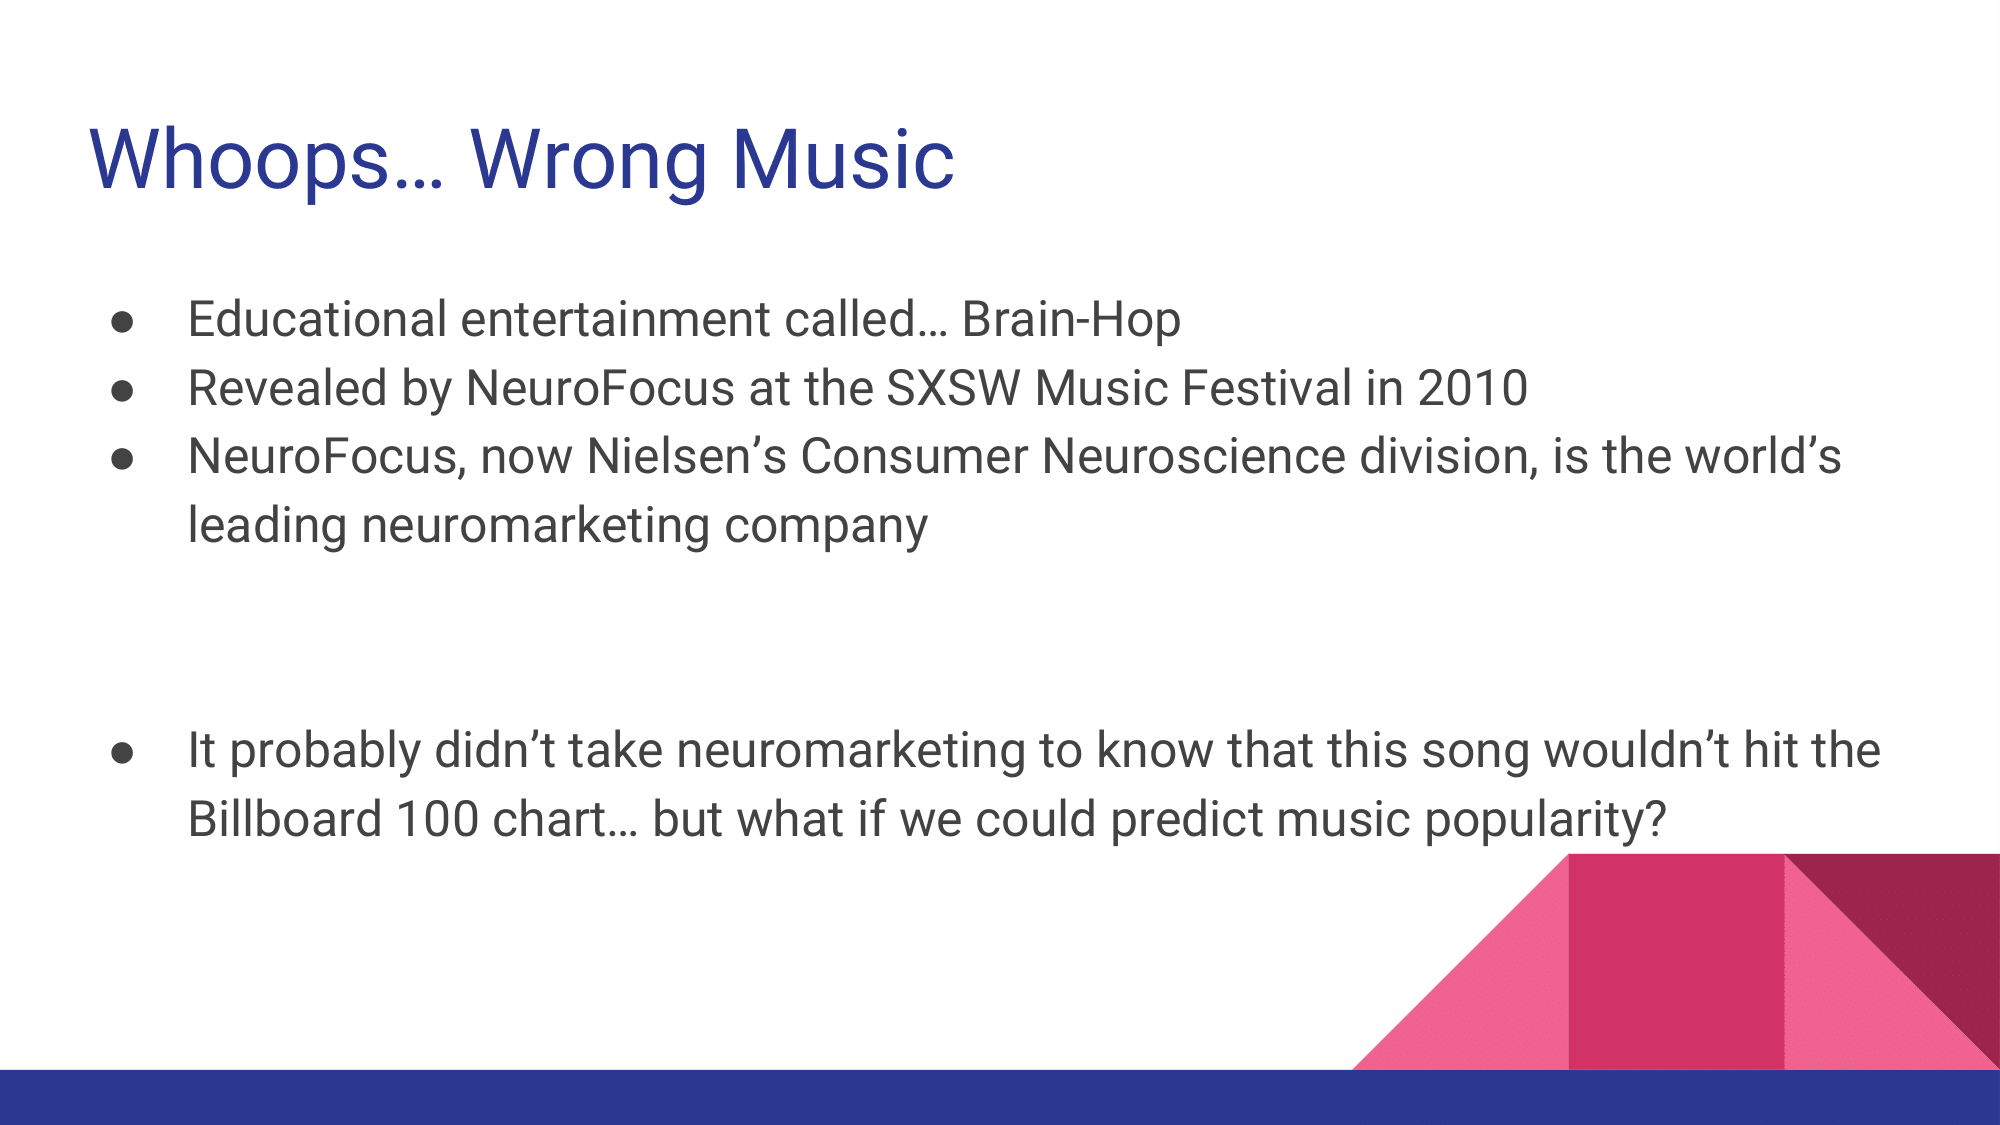 Whoops… Wrong Music
● Educational entertainment called… Brain-Hop
● Revealed by NeuroFocus at the SXSW Music Festival in 2010
● NeuroFocus, now Nielsen’s Consumer Neuroscience division, is the world’s
leading neuromarketing company
● It probably didn’t take neuromarketing to know that this song wouldn’t hit the
Billboard 100 chart… but what if we could predict music popularity?